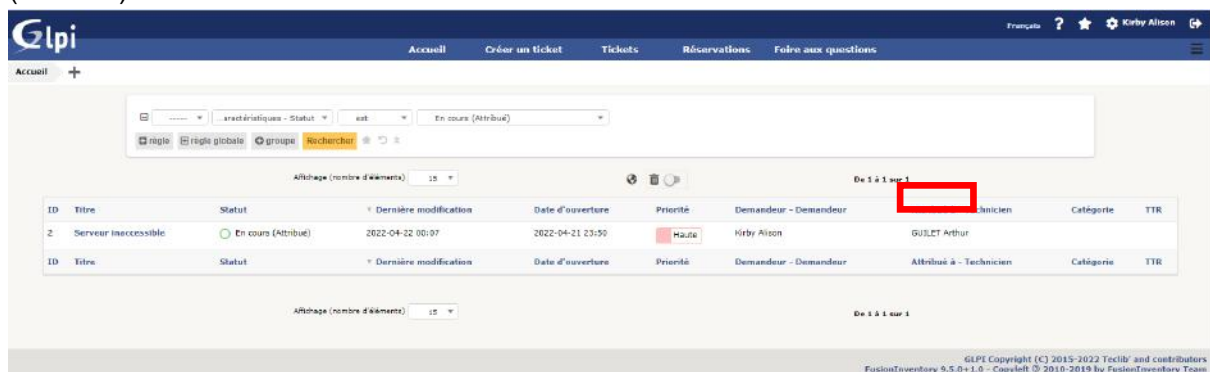 Glpi
Français ? Kirby Alison
Accueil Créer un ticket Tickets Réservations Foire aux questions
Accueil +
----- ...aractéristiques - Statut est En cours (Attribué)
règle règle globale groupe Rechercher
Affichage (nombre d'éléments) 15 De 1 à 1 sur 1
ID Titre Statut Dernière modification Date d'ouverture Priorité Demandeur - Demandeur Technicien Catégorie TTR
2 Serveur inaccessible En cours (Attribué) 2022-04-22 00:07 2022-04-21 23:50 Haute Kirby Alison GUILET Arthur
ID Titre Statut Dernière modification Date d'ouverture Priorité Demandeur - Demandeur Attribué à - Technicien Catégorie TTR
Affichage (nombre d'éléments) 15 De 1 à 1 sur 1
GLPI Copyright (C) 2015-2022 Teclib' and contributors
FusionInventory 9.5.0+1.0 - Copyleft © 2010-2019 by FusionInventory Team